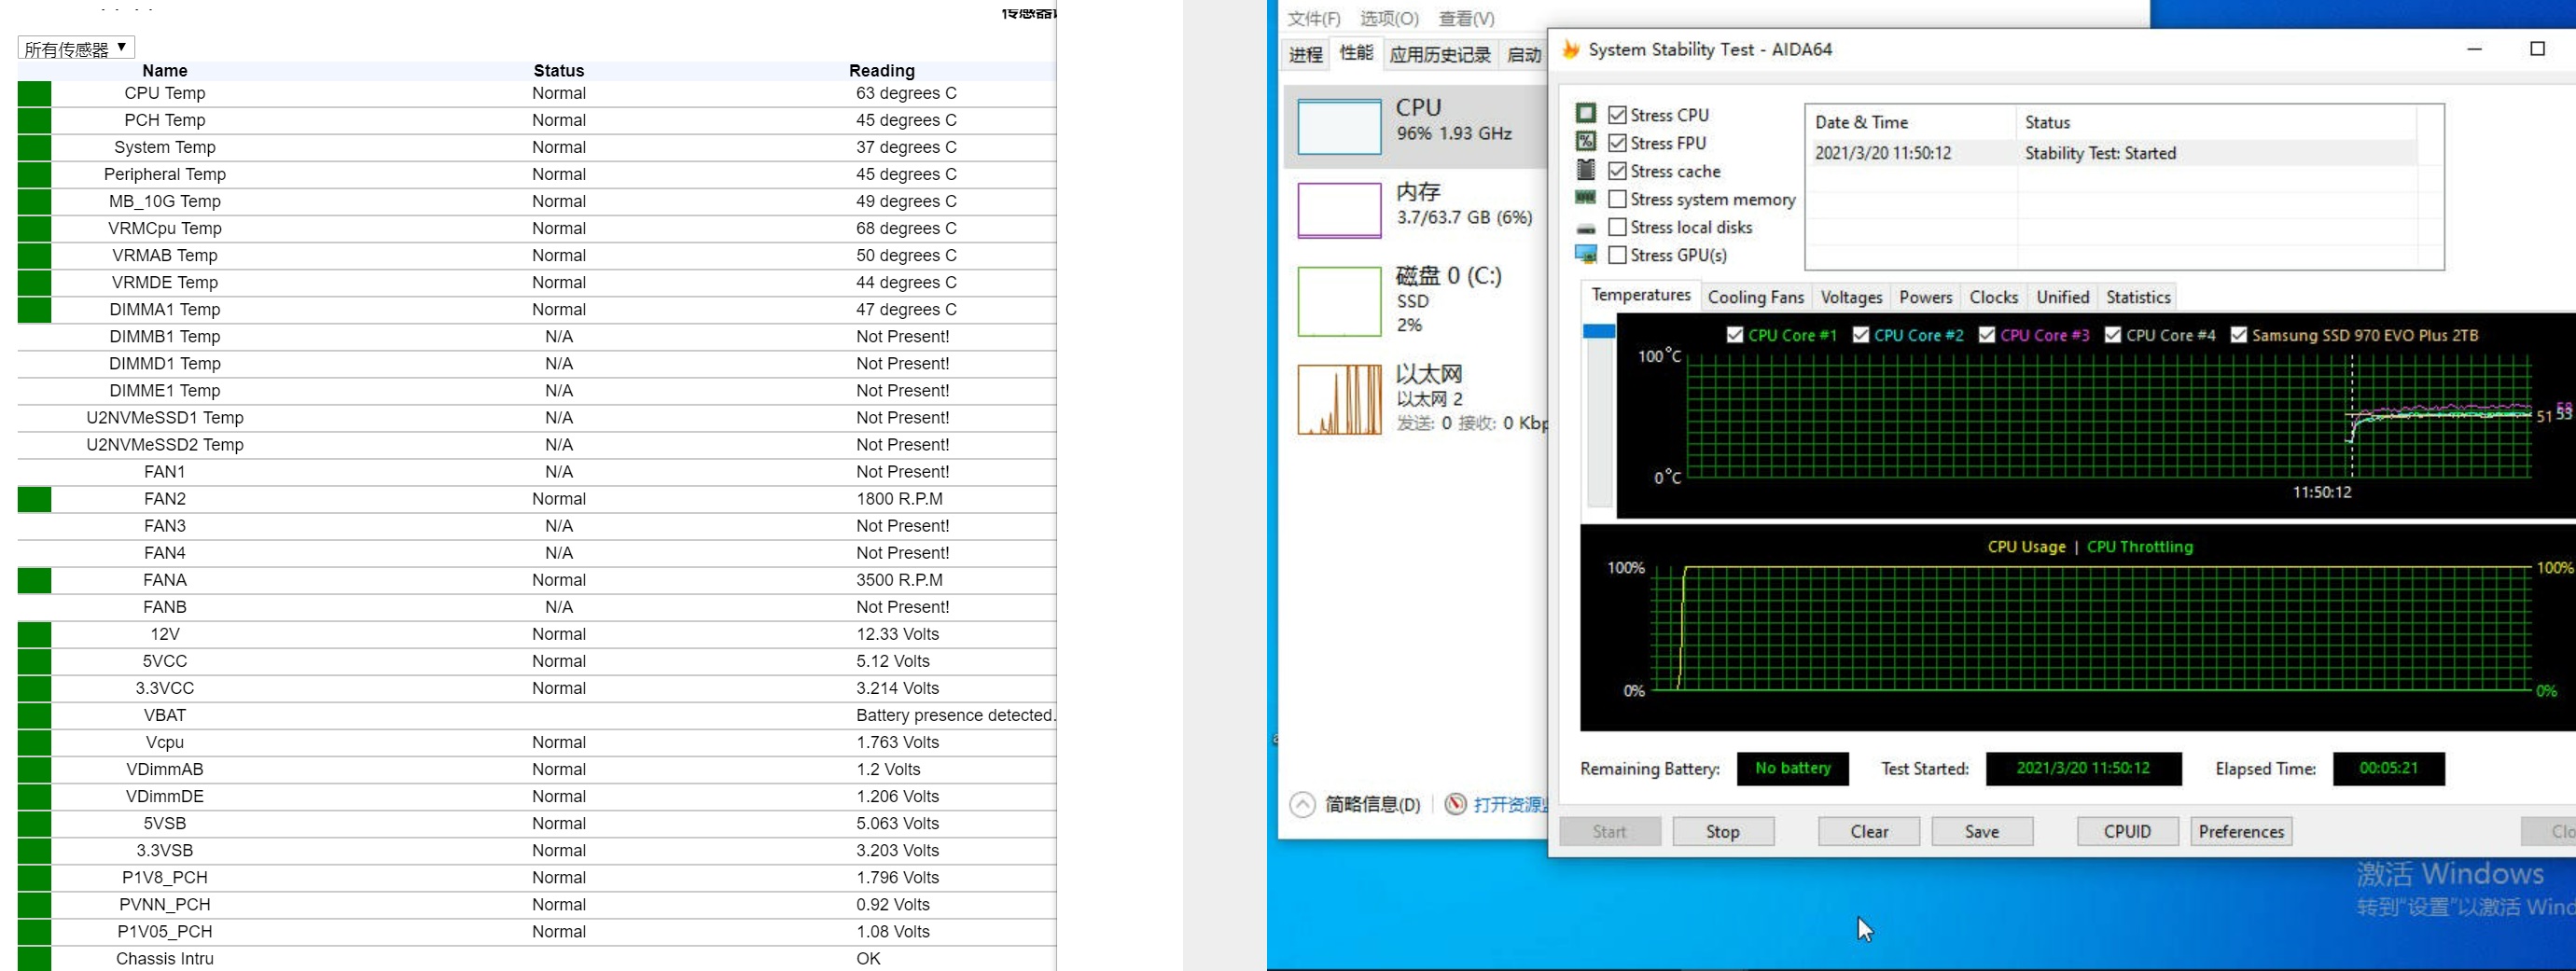 所有传感器 ▼
Name Status Reading
CPU Temp Normal 63 degrees C
PCH Temp Normal 45 degrees C
System Temp Normal 37 degrees C
Peripheral Temp Normal 45 degrees C
MB_10G Temp Normal 49 degrees C
VRMCpu Temp Normal 68 degrees C
VRMAB Temp Normal 50 degrees C
VRMDE Temp Normal 44 degrees C
DIMMA1 Temp Normal 47 degrees C
DIMMB1 Temp N/A Not Present!
DIMMD1 Temp N/A Not Present!
DIMME1 Temp N/A Not Present!
U2NVMeSSD1 Temp N/A Not Present!
U2NVMeSSD2 Temp N/A Not Present!
FAN1 N/A Not Present!
FAN2 Normal 1800 R.P.M
FAN3 N/A Not Present!
FAN4 N/A Not Present!
FANA Normal 3500 R.P.M
FANB N/A Not Present!
12V Normal 12.33 Volts
5VCC Normal 5.12 Volts
3.3VCC Normal 3.214 Volts
VBAT Battery presence detected.
Vcpu Normal 1.763 Volts
VDimmAB Normal 1.2 Volts
VDimmDE Normal 1.206 Volts
5VSB Normal 5.063 Volts
3.3VSB Normal 3.203 Volts
P1V8_PCH Normal 1.796 Volts
PVNN_PCH Normal 0.92 Volts
P1V05_PCH Normal 1.08 Volts
Chassis Intru OK
文件(F) 选项(O) 查看(V)
进程 性能 应用历史记录 启动
CPU
96% 1.93 GHz
内存
3.7/63.7 GB (6%)
磁盘 0 (C:)
SSD
2%
以太网
以太网 2
发送: 0 接收: 0 Kbp
简略信息(D) 打开资源
System Stability Test - AIDA64
Stress CPU
Stress FPU
Stress cache
Stress system memory
Stress local disks
Stress GPU(s)
Date & Time Status
2021/3/20 11:50:12 Stability Test: Started
Temperatures Cooling Fans Voltages Powers Clocks Unified Statistics
CPU Core #1 CPU Core #2 CPU Core #3 CPU Core #4 Samsung SSD 970 EVO Plus 2TB
100°C
51 53
0°C
11:50:12
CPU Usage | CPU Throttling
100% 100%
0% 0%
Remaining Battery: No battery Test Started: 2021/3/20 11:50:12 Elapsed Time: 00:05:21
Start Stop Clear Save CPUID Preferences Clo
激活 Windows
转到"设置"以激活 Wind